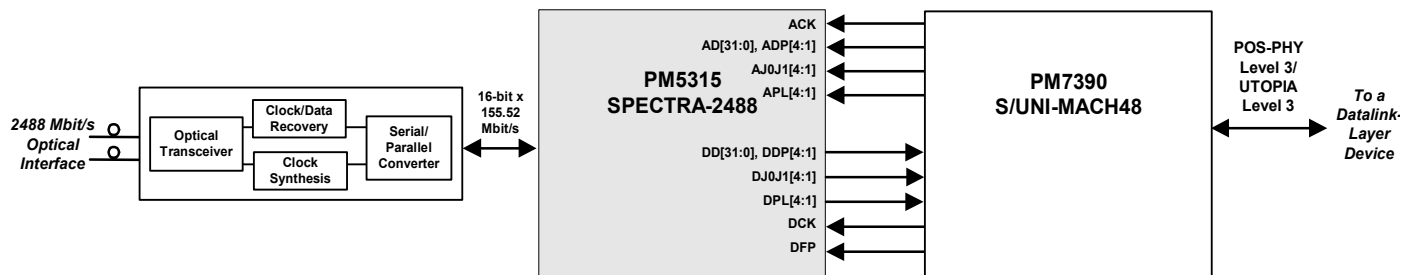 2488 Mbit/s
Optical
Interface
Optical
Transceiver
Clock/Data
Recovery
Clock
Synthesis
Serial/
Parallel
Converter
16-bit x
155.52
Mbit/s
PM5315
SPECTRA-2488
ACK
AD[31:0], ADP[4:1]
AJ0J1[4:1]
APL[4:1]
DD[31:0], DDP[4:1]
DJ0J1[4:1]
DPL[4:1]
DCK
DFP
PM7390
S/UNI-MACH48
POS-PHY
Level 3/
UTOPIA
Level 3
To a
Datalink-
Layer
Device